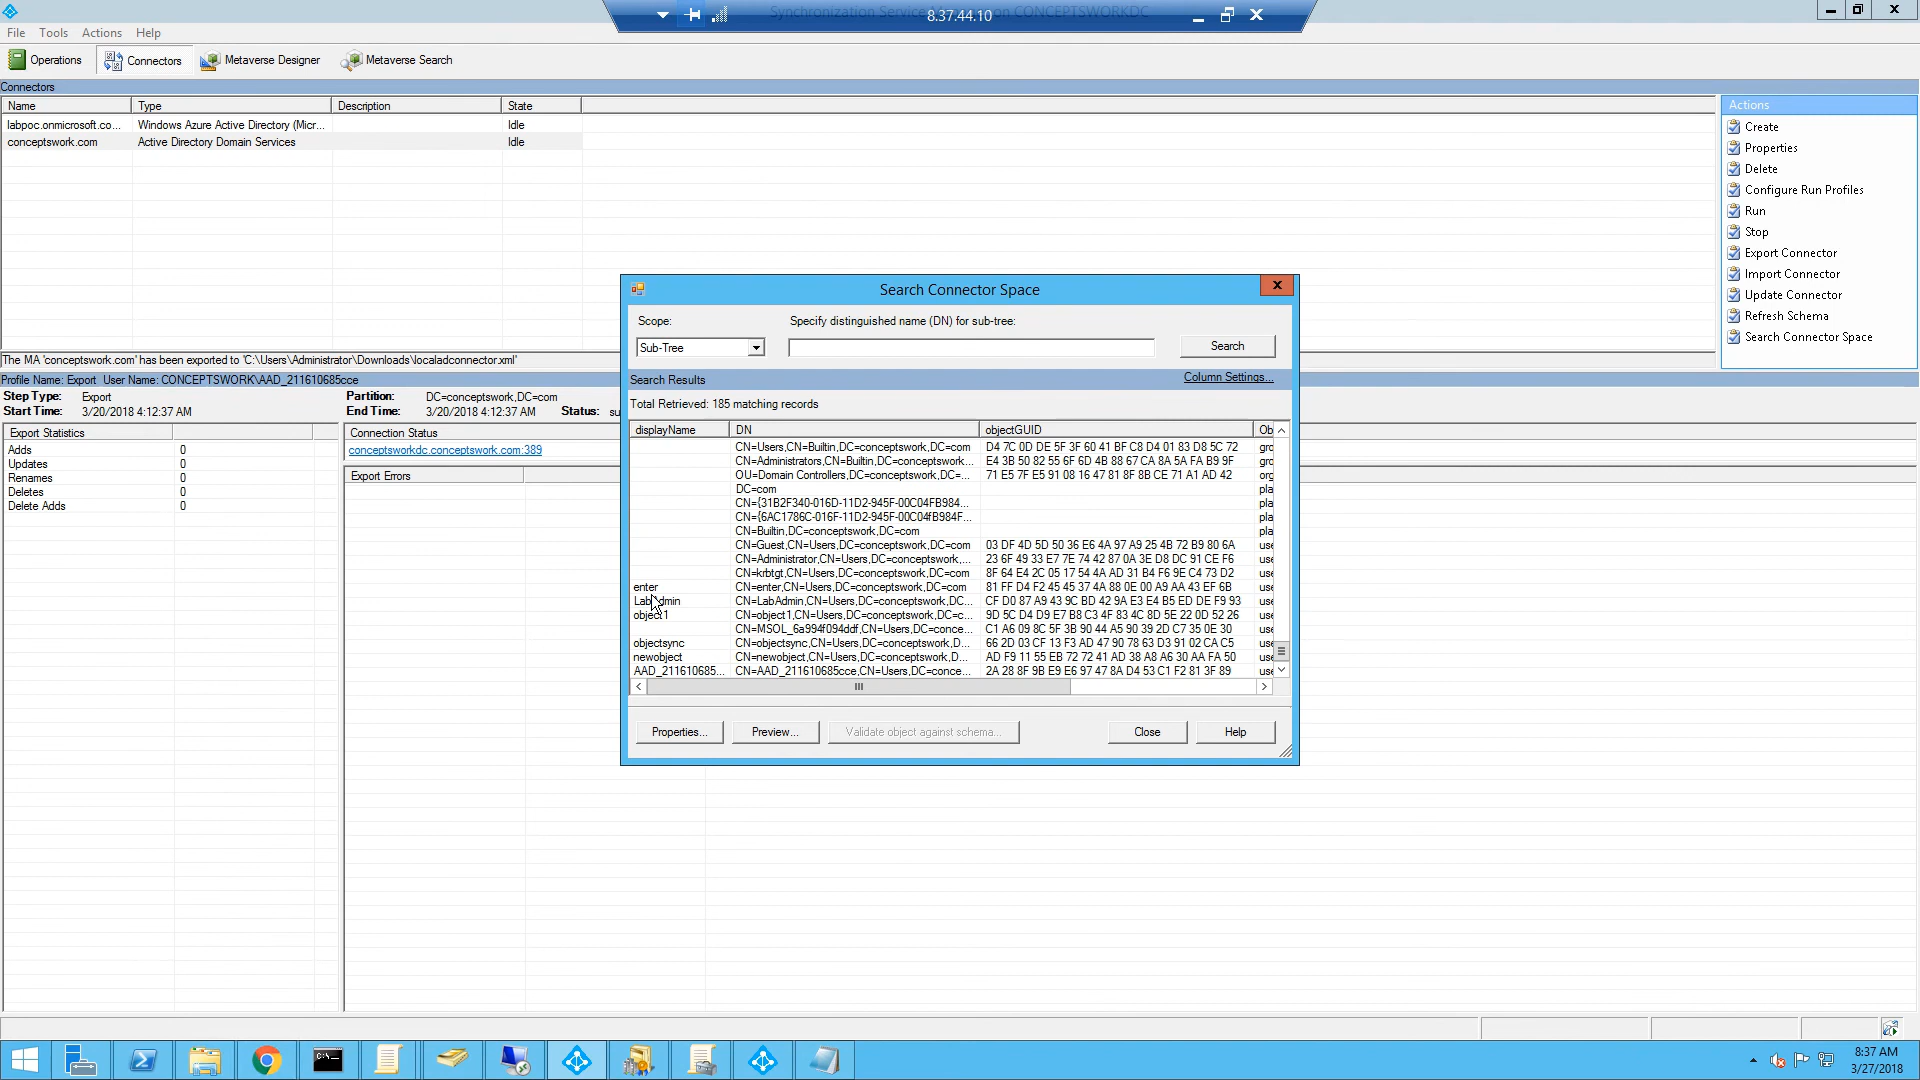 Synchronization Service on CONCEPTSWORKDC
8.37.44.10
File Tools Actions Help
Operations Connectors Metaverse Designer Metaverse Search
Connectors
Name Type Description State
labpoc.onmicrosoft.co... Windows Azure Active Directory (Micr... Idle
conceptswork.com Active Directory Domain Services Idle
Actions
Create
Properties
Delete
Configure Run Profiles
Run
Stop
Export Connector
Import Connector
Update Connector
Refresh Schema
Search Connector Space
The MA 'conceptswork.com' has been exported to 'C:\Users\Administrator\Downloads\localadconnector.xml'
Profile Name: Export User Name: CONCEPTSWORK\AAD_211610685cce
Step Type: Export Partition: DC=conceptswork,DC=com
Start Time: 3/20/2018 4:12:37 AM End Time: 3/20/2018 4:12:37 AM Status: su
Export Statistics
Adds 0
Updates 0
Renames 0
Deletes 0
Delete Adds 0
Connection Status
conceptsworkdc.conceptswork.com:389
Export Errors
Search Connector Space
Scope: Specify distinguished name (DN) for sub-tree:
Sub-Tree Search
Search Results Column Settings...
Total Retrieved: 185 matching records
displayName DN objectGUID Ob
CN=Users,CN=Builtin,DC=conceptswork,DC=com D4 7C 0D DE 5F 3F 60 41 BF C8 D4 01 83 D8 5C 72 gro
CN=Administrators,CN=Builtin,DC=conceptswork... E4 3B 50 82 55 6F 6D 4B 88 67 CA 8A 5A FA B9 9F gro
OU=Domain Controllers,DC=conceptswork,DC=... 71 E5 7F E5 91 08 16 47 81 8F 8B CE 71 A1 AD 42 org
DC=com pla
CN={31B2F340-016D-11D2-945F-00C04FB984... pla
CN={6AC1786C-016F-11D2-945F-00C04fB984F... pla
CN=Builtin,DC=conceptswork,DC=com pla
CN=Guest,CN=Users,DC=conceptswork,DC=com 03 DF 4D 5D 50 36 E6 4A 97 A9 25 4B 72 B9 80 6A use
CN=Administrator,CN=Users,DC=conceptswork,... 23 6F 49 33 E7 7E 74 42 87 0A 3E D8 DC 91 CE F6 use
CN=krbtgt,CN=Users,DC=conceptswork,DC=com 8F 64 E4 2C 05 17 54 4A AD 31 B4 F6 9E C4 73 D2 use
enter CN=enter,CN=Users,DC=conceptswork,DC=com 81 FF D4 F2 45 45 37 4A 88 0E 00 A9 AA 43 EF 6B use
LabAdmin CN=LabAdmin,CN=Users,DC=conceptswork,DC... CF D0 87 A9 43 9C BD 42 9A E3 E4 B5 ED DE F9 93 use
object1 CN=object1,CN=Users,DC=conceptswork,DC=c... 9D 5C D4 D9 E7 B8 C3 4F 83 4C 8D 5E 22 0D 52 26 use
CN=MSOL_6a994f094ddf,CN=Users,DC=conce... C1 A6 09 8C 5F 3B 90 44 A5 90 39 2D C7 35 0E 30 use
objectsync CN=objectsync,CN=Users,DC=conceptswork,D... 66 2D 03 CF 13 F3 AD 47 90 78 63 D3 91 02 CA C5 use
newobject CN=newobject,CN=Users,DC=conceptswork,D... AD F9 11 55 EB 72 72 41 AD 38 A8 A6 30 AA FA 50 use
AAD_211610685... CN=AAD_211610685cce,CN=Users,DC=conce... 2A 28 8F 9B E9 E6 97 47 8A D4 53 C1 F2 81 3F 89 use
Properties... Preview... Validate object against schema... Close Help
8:37 AM
3/27/2018